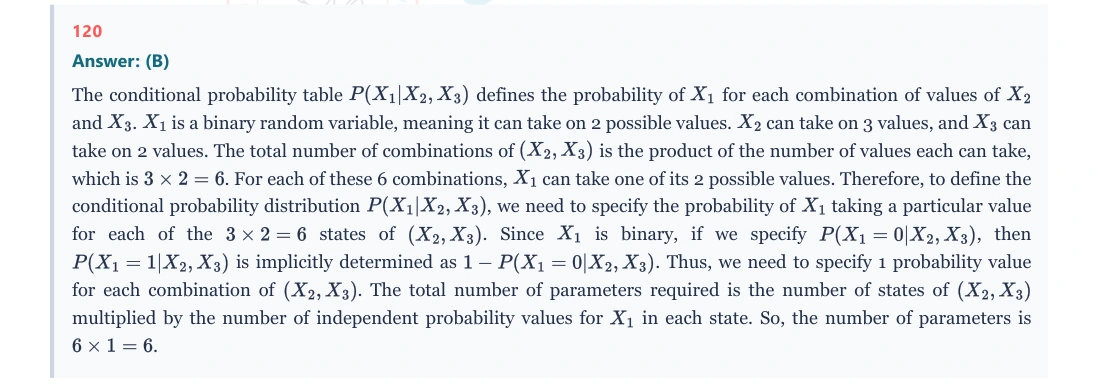 120
Answer: (B)
The conditional probability table P(X₁|X₂, X₃) defines the probability of X₁ for each combination of values of X₂
and X₃. X₁ is a binary random variable, meaning it can take on 2 possible values. X₂ can take on 3 values, and X₃ can
take on 2 values. The total number of combinations of (X₂, X₃) is the product of the number of values each can take,
which is 3 × 2 = 6. For each of these 6 combinations, X₁ can take one of its 2 possible values. Therefore, to define the
conditional probability distribution P(X₁|X₂, X₃), we need to specify the probability of X₁ taking a particular value
for each of the 3 × 2 = 6 states of (X₂, X₃). Since X₁ is binary, if we specify P(X₁ = 0|X₂, X₃), then
P(X₁ = 1|X₂, X₃) is implicitly determined as 1 − P(X₁ = 0|X₂, X₃). Thus, we need to specify 1 probability value
for each combination of (X₂, X₃). The total number of parameters required is the number of states of (X₂, X₃)
multiplied by the number of independent probability values for X₁ in each state. So, the number of parameters is
6 × 1 = 6.